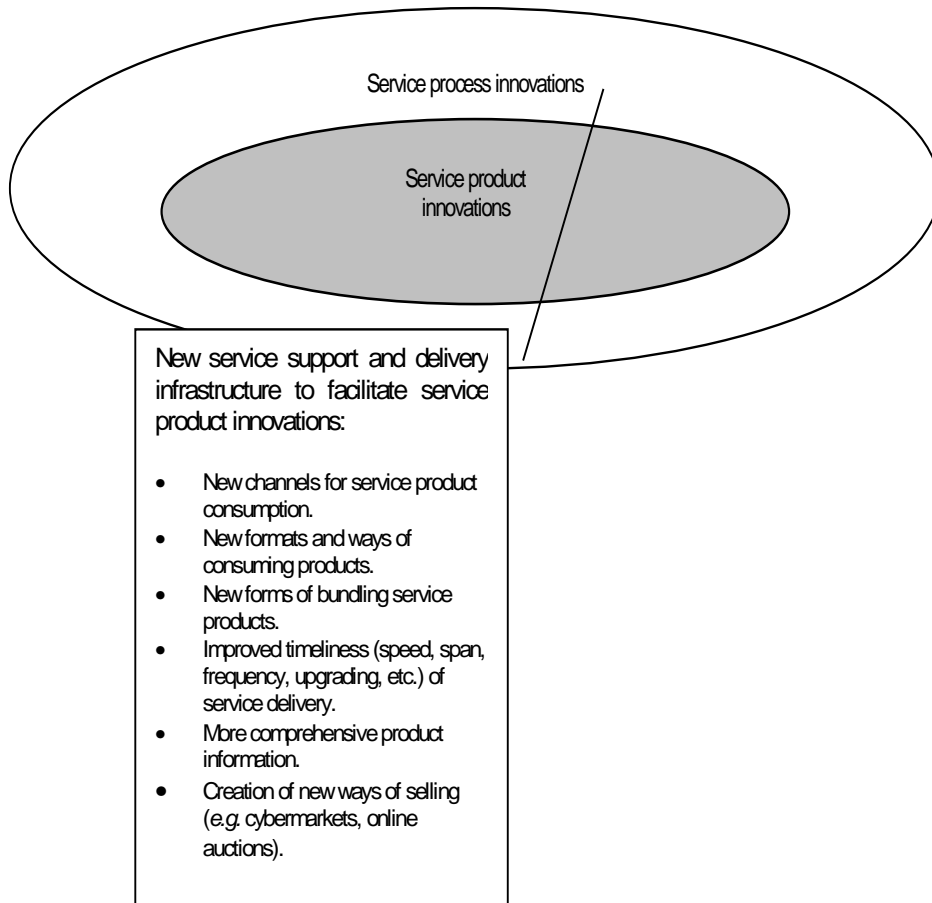 Service process innovations
Service product
innovations
New service support and delivery
infrastructure to facilitate service
product innovations:
• New channels for service product
consumption.
• New formats and ways of
consuming products.
• New forms of bundling service
products.
• Improved timeliness (speed, span,
frequency, upgrading, etc.) of
service delivery.
• More comprehensive product
information.
• Creation of new ways of selling
(e.g. cybermarkets, online
auctions).